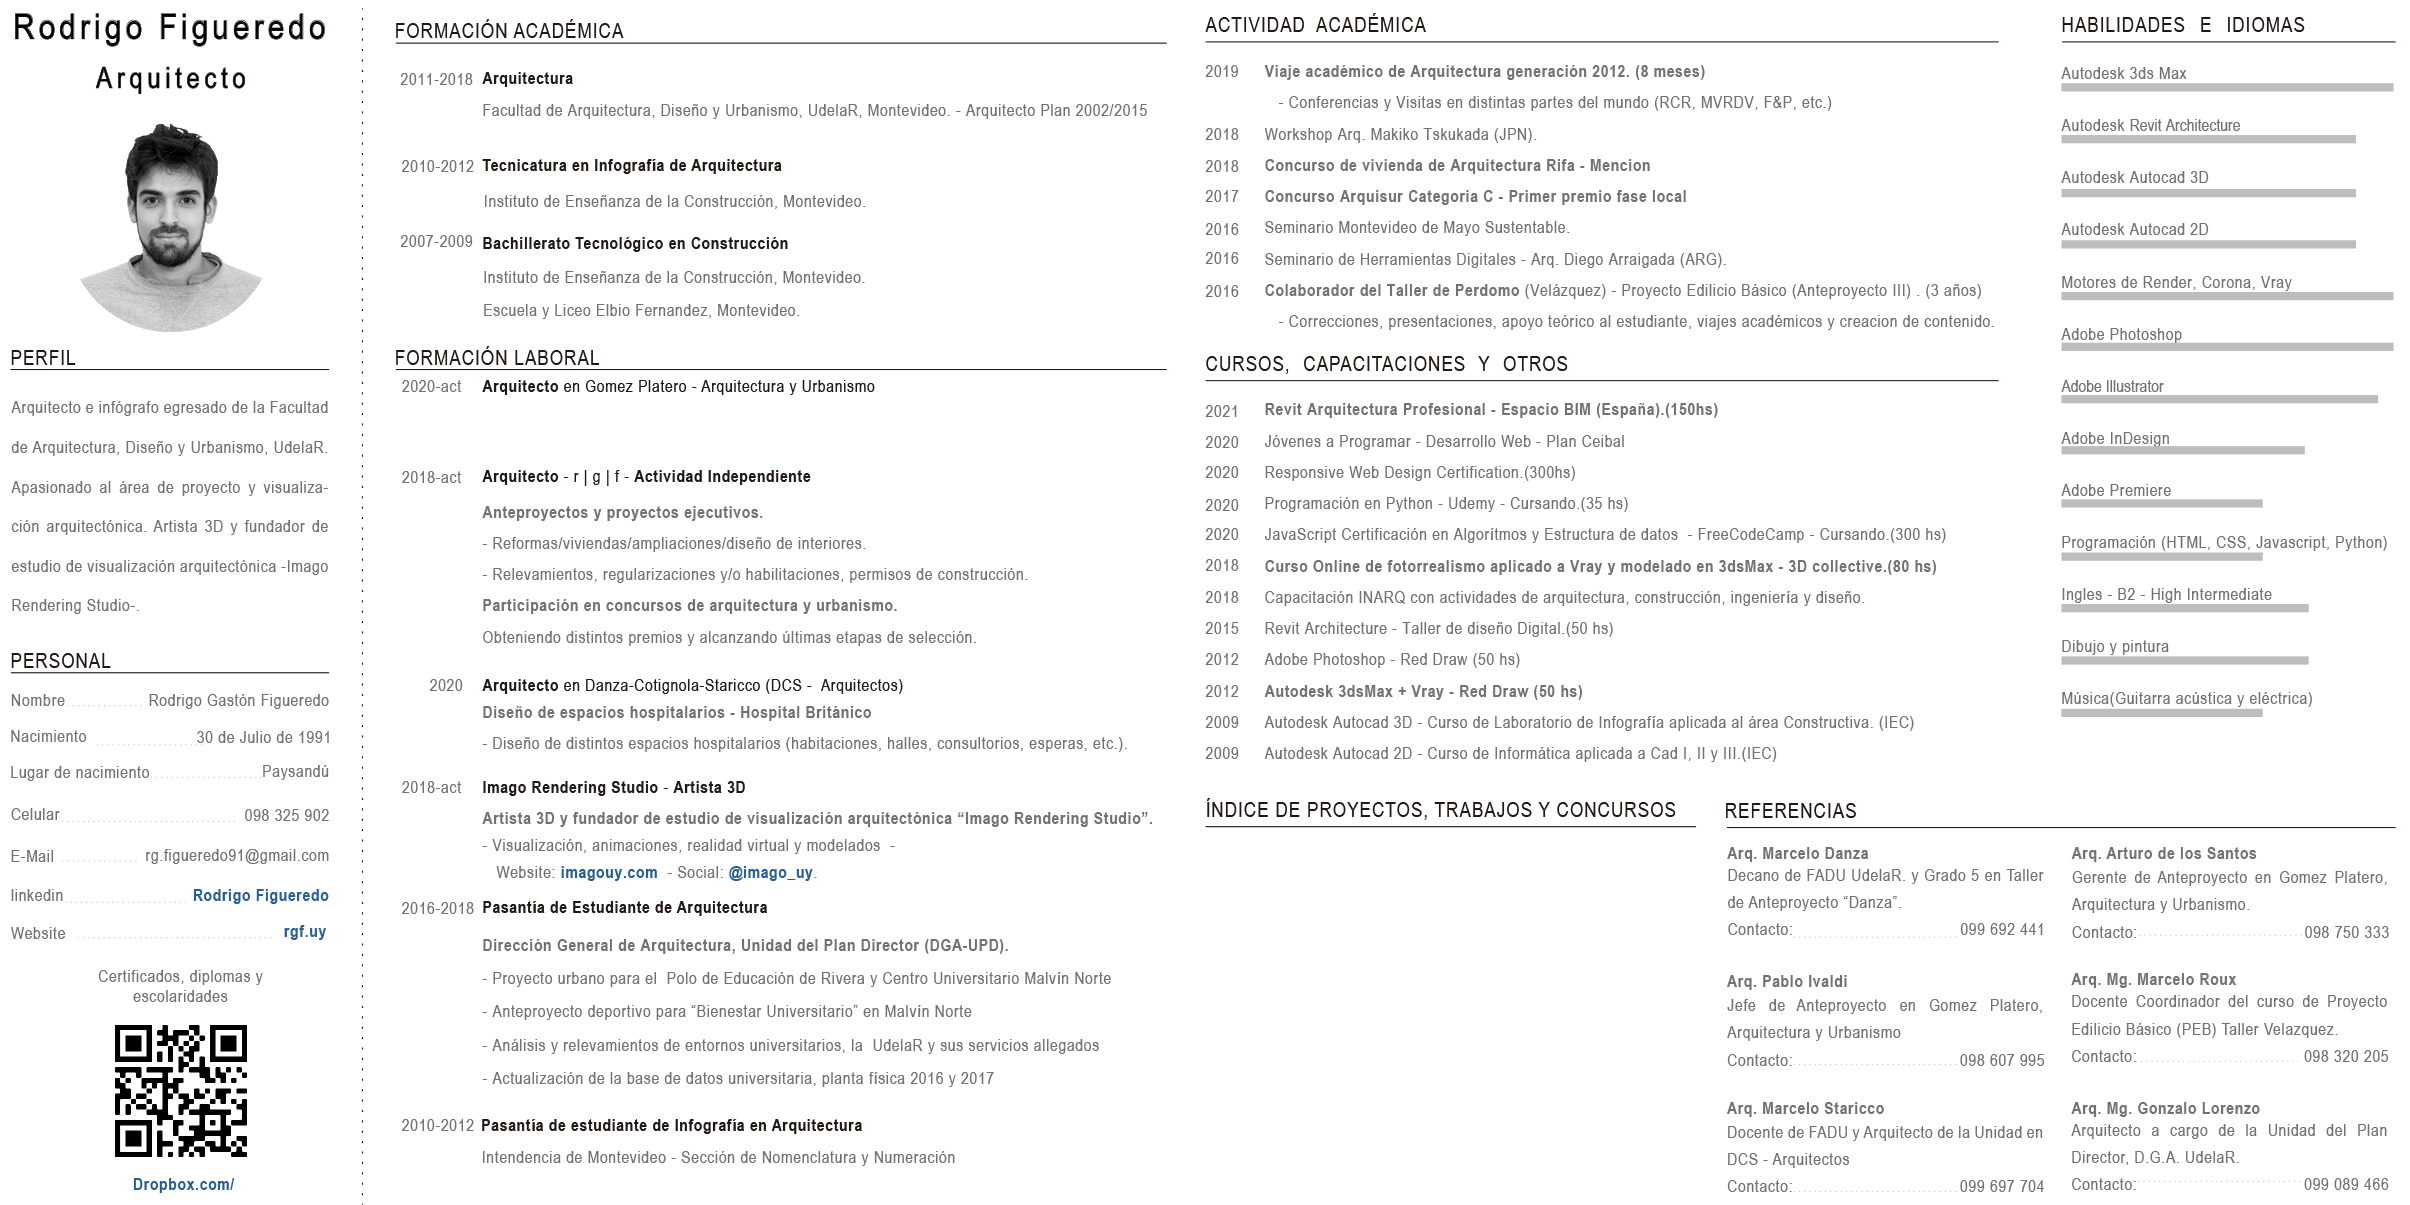 Rodrigo Figueredo
Arquitecto
PERFIL
Arquitecto e infógrafo egresado de la Facultad
de Arquitectura, Diseño y Urbanismo, UdelaR.
Apasionado al área de proyecto y visualiza-
ción arquitectónica. Artista 3D y fundador de
estudio de visualización arquitectónica -Imago
Rendering Studio-.
PERSONAL
Nombre Rodrigo Gastón Figueredo
Nacimiento 30 de Julio de 1991
Lugar de nacimiento Paysandú
Celular 098 325 902
E-Mail rg.figueredo91@gmail.com
linkedin Rodrigo Figueredo
Website rgf.uy
Certificados, diplomas y
escolaridades
Dropbox.com/
FORMACIÓN ACADÉMICA
2011-2018 Arquitectura
Facultad de Arquitectura, Diseño y Urbanismo, UdelaR, Montevideo. - Arquitecto Plan 2002/2015
2010-2012 Tecnicatura en Infografía de Arquitectura
Instituto de Enseñanza de la Construcción, Montevideo.
2007-2009 Bachillerato Tecnológico en Construcción
Instituto de Enseñanza de la Construcción, Montevideo.
Escuela y Liceo Elbio Fernandez, Montevideo.
FORMACIÓN LABORAL
2020-act Arquitecto en Gomez Platero - Arquitectura y Urbanismo
2018-act Arquitecto - r | g | f - Actividad Independiente
Anteproyectos y proyectos ejecutivos.
- Reformas/viviendas/ampliaciones/diseño de interiores.
- Relevamientos, regularizaciones y/o habilitaciones, permisos de construcción.
Participación en concursos de arquitectura y urbanismo.
Obteniendo distintos premios y alcanzando últimas etapas de selección.
2020 Arquitecto en Danza-Cotignola-Staricco (DCS - Arquitectos)
Diseño de espacios hospitalarios - Hospital Británico
- Diseño de distintos espacios hospitalarios (habitaciones, halles, consultorios, esperas, etc.).
2018-act Imago Rendering Studio - Artista 3D
Artista 3D y fundador de estudio de visualización arquitectónica “Imago Rendering Studio”.
- Visualización, animaciones, realidad virtual y modelados -
Website: imagouy.com - Social: @imago_uy.
2016-2018 Pasantía de Estudiante de Arquitectura
Dirección General de Arquitectura, Unidad del Plan Director (DGA-UPD).
- Proyecto urbano para el Polo de Educación de Rivera y Centro Universitario Malvín Norte
- Anteproyecto deportivo para “Bienestar Universitario” en Malvín Norte
- Análisis y relevamientos de entornos universitarios, la UdelaR y sus servicios allegados
- Actualización de la base de datos universitaria, planta física 2016 y 2017
2010-2012 Pasantía de estudiante de Infografía en Arquitectura
Intendencia de Montevideo - Sección de Nomenclatura y Numeración
ACTIVIDAD ACADÉMICA
2019 Viaje académico de Arquitectura generación 2012. (8 meses)
- Conferencias y Visitas en distintas partes del mundo (RCR, MVRDV, F&P, etc.)
2018 Workshop Arq. Makiko Tskukada (JPN).
2018 Concurso de vivienda de Arquitectura Rifa - Mencion
2017 Concurso Arquisur Categoria C - Primer premio fase local
2016 Seminario Montevideo de Mayo Sustentable.
2016 Seminario de Herramientas Digitales - Arq. Diego Arraigada (ARG).
2016 Colaborador del Taller de Perdomo (Velázquez) - Proyecto Edilicio Básico (Anteproyecto III) . (3 años)
- Correcciones, presentaciones, apoyo teórico al estudiante, viajes académicos y creacion de contenido.
CURSOS, CAPACITACIONES Y OTROS
2021 Revit Arquitectura Profesional - Espacio BIM (España).(150hs)
2020 Jóvenes a Programar - Desarrollo Web - Plan Ceibal
2020 Responsive Web Design Certification.(300hs)
2020 Programación en Python - Udemy - Cursando.(35 hs)
2020 JavaScript Certificación en Algorítmos y Estructura de datos - FreeCodeCamp - Cursando.(300 hs)
2018 Curso Online de fotorrealismo aplicado a Vray y modelado en 3dsMax - 3D collective.(80 hs)
2018 Capacitación INARQ con actividades de arquitectura, construcción, ingeniería y diseño.
2015 Revit Architecture - Taller de diseño Digital.(50 hs)
2012 Adobe Photoshop - Red Draw (50 hs)
2012 Autodesk 3dsMax + Vray - Red Draw (50 hs)
2009 Autodesk Autocad 3D - Curso de Laboratorio de Infografía aplicada al área Constructiva. (IEC)
2009 Autodesk Autocad 2D - Curso de Informática aplicada a Cad I, II y III.(IEC)
ÍNDICE DE PROYECTOS, TRABAJOS Y CONCURSOS
HABILIDADES E IDIOMAS
Autodesk 3ds Max
Autodesk Revit Architecture
Autodesk Autocad 3D
Autodesk Autocad 2D
Motores de Render, Corona, Vray
Adobe Photoshop
Adobe Illustrator
Adobe InDesign
Adobe Premiere
Programación (HTML, CSS, Javascript, Python)
Ingles - B2 - High Intermediate
Dibujo y pintura
Música(Guitarra acústica y eléctrica)
REFERENCIAS
Arq. Marcelo Danza
Decano de FADU UdelaR. y Grado 5 en Taller
de Anteproyecto “Danza”.
Contacto: 099 692 441
Arq. Pablo Ivaldi
Jefe de Anteproyecto en Gomez Platero,
Arquitectura y Urbanismo
Contacto: 098 607 995
Arq. Marcelo Staricco
Docente de FADU y Arquitecto de la Unidad en
DCS - Arquitectos
Contacto: 099 697 704
Arq. Arturo de los Santos
Gerente de Anteproyecto en Gomez Platero,
Arquitectura y Urbanismo.
Contacto: 098 750 333
Arq. Mg. Marcelo Roux
Docente Coordinador del curso de Proyecto
Edilicio Básico (PEB) Taller Velazquez.
Contacto: 098 320 205
Arq. Mg. Gonzalo Lorenzo
Arquitecto a cargo de la Unidad del Plan
Director, D.G.A. UdelaR.
Contacto: 099 089 466